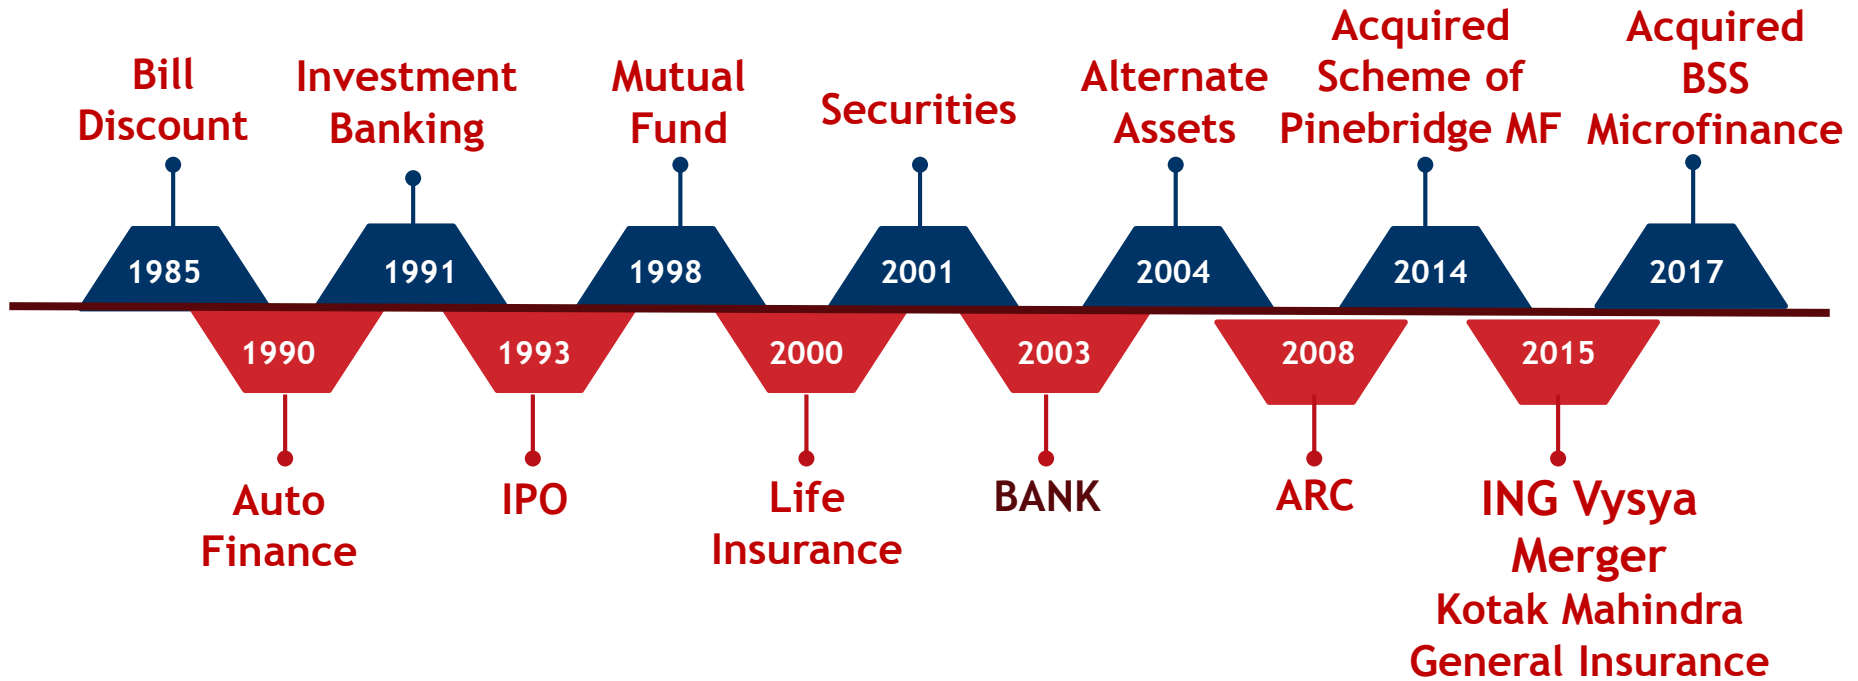 Bill
Discount
Investment
Banking
Mutual
Fund
Securities
Alternate
Assets
Acquired
Scheme of
Pinebridge MF
Acquired
BSS
Microfinance
1985
1991
1998
2001
2004
2014
2017
1990
1993
2000
2003
2008
2015
Auto
Finance
IPO
Life
Insurance
BANK
ARC
ING Vysya
Merger
Kotak Mahindra
General Insurance